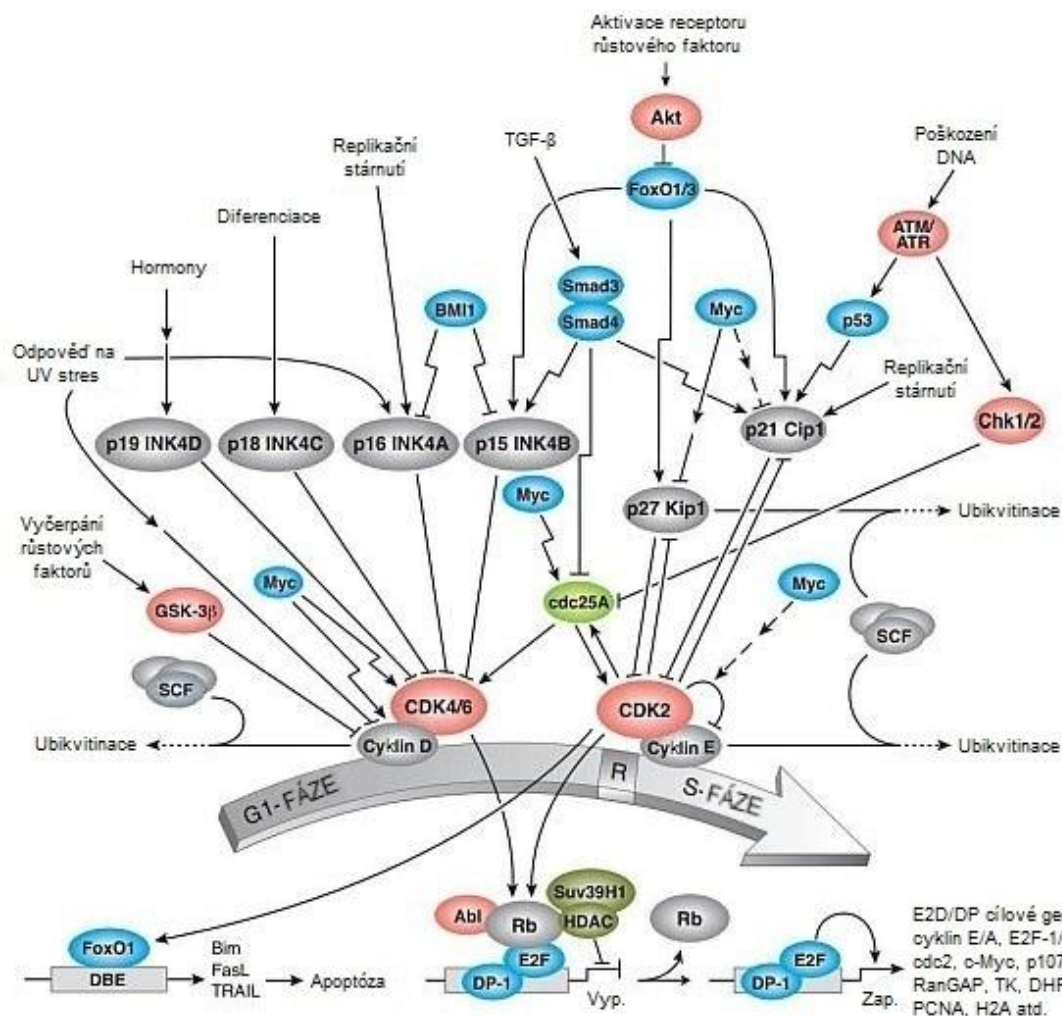 Aktivace receptoru
růstového faktoru
Akt
Poškození
DNA
Replikační
stárnutí
TGF-β
FoxO1/3
Diferenciace
ATM/
ATR
Hormony
Smad3
BMI1
Myc
Smad4
p53
Odpověď na
UV stres
Replikační
stárnutí
p19 INK4D
p18 INK4C
p16 INK4A
p15 INK4B
p21 Cip1
Chk1/2
Myc
p27 Kip1
Ubikvitinace
Vyčerpání
růstových
faktorů
Myc
cdc25A
Myc
GSK-3β
SCF
SCF
CDK4/6
CDK2
Ubikvitinace
Cyklin D
Cyklin E
Ubikvitinace
G1-FÁZE
R
S-FÁZE
Suv39H1
Abl
Rb
HDAC
Rb
FoxO1
DBE
Bim
FasL
TRAIL
Apoptóza
E2F
DP-1
Vyp.
E2F
DP-1
Zap.
E2D/DP cílové ge
cyklin E/A, E2F-1/
cdc2, c-Myc, p107
RanGAP, TK, DHF
PCNA, H2A atd.